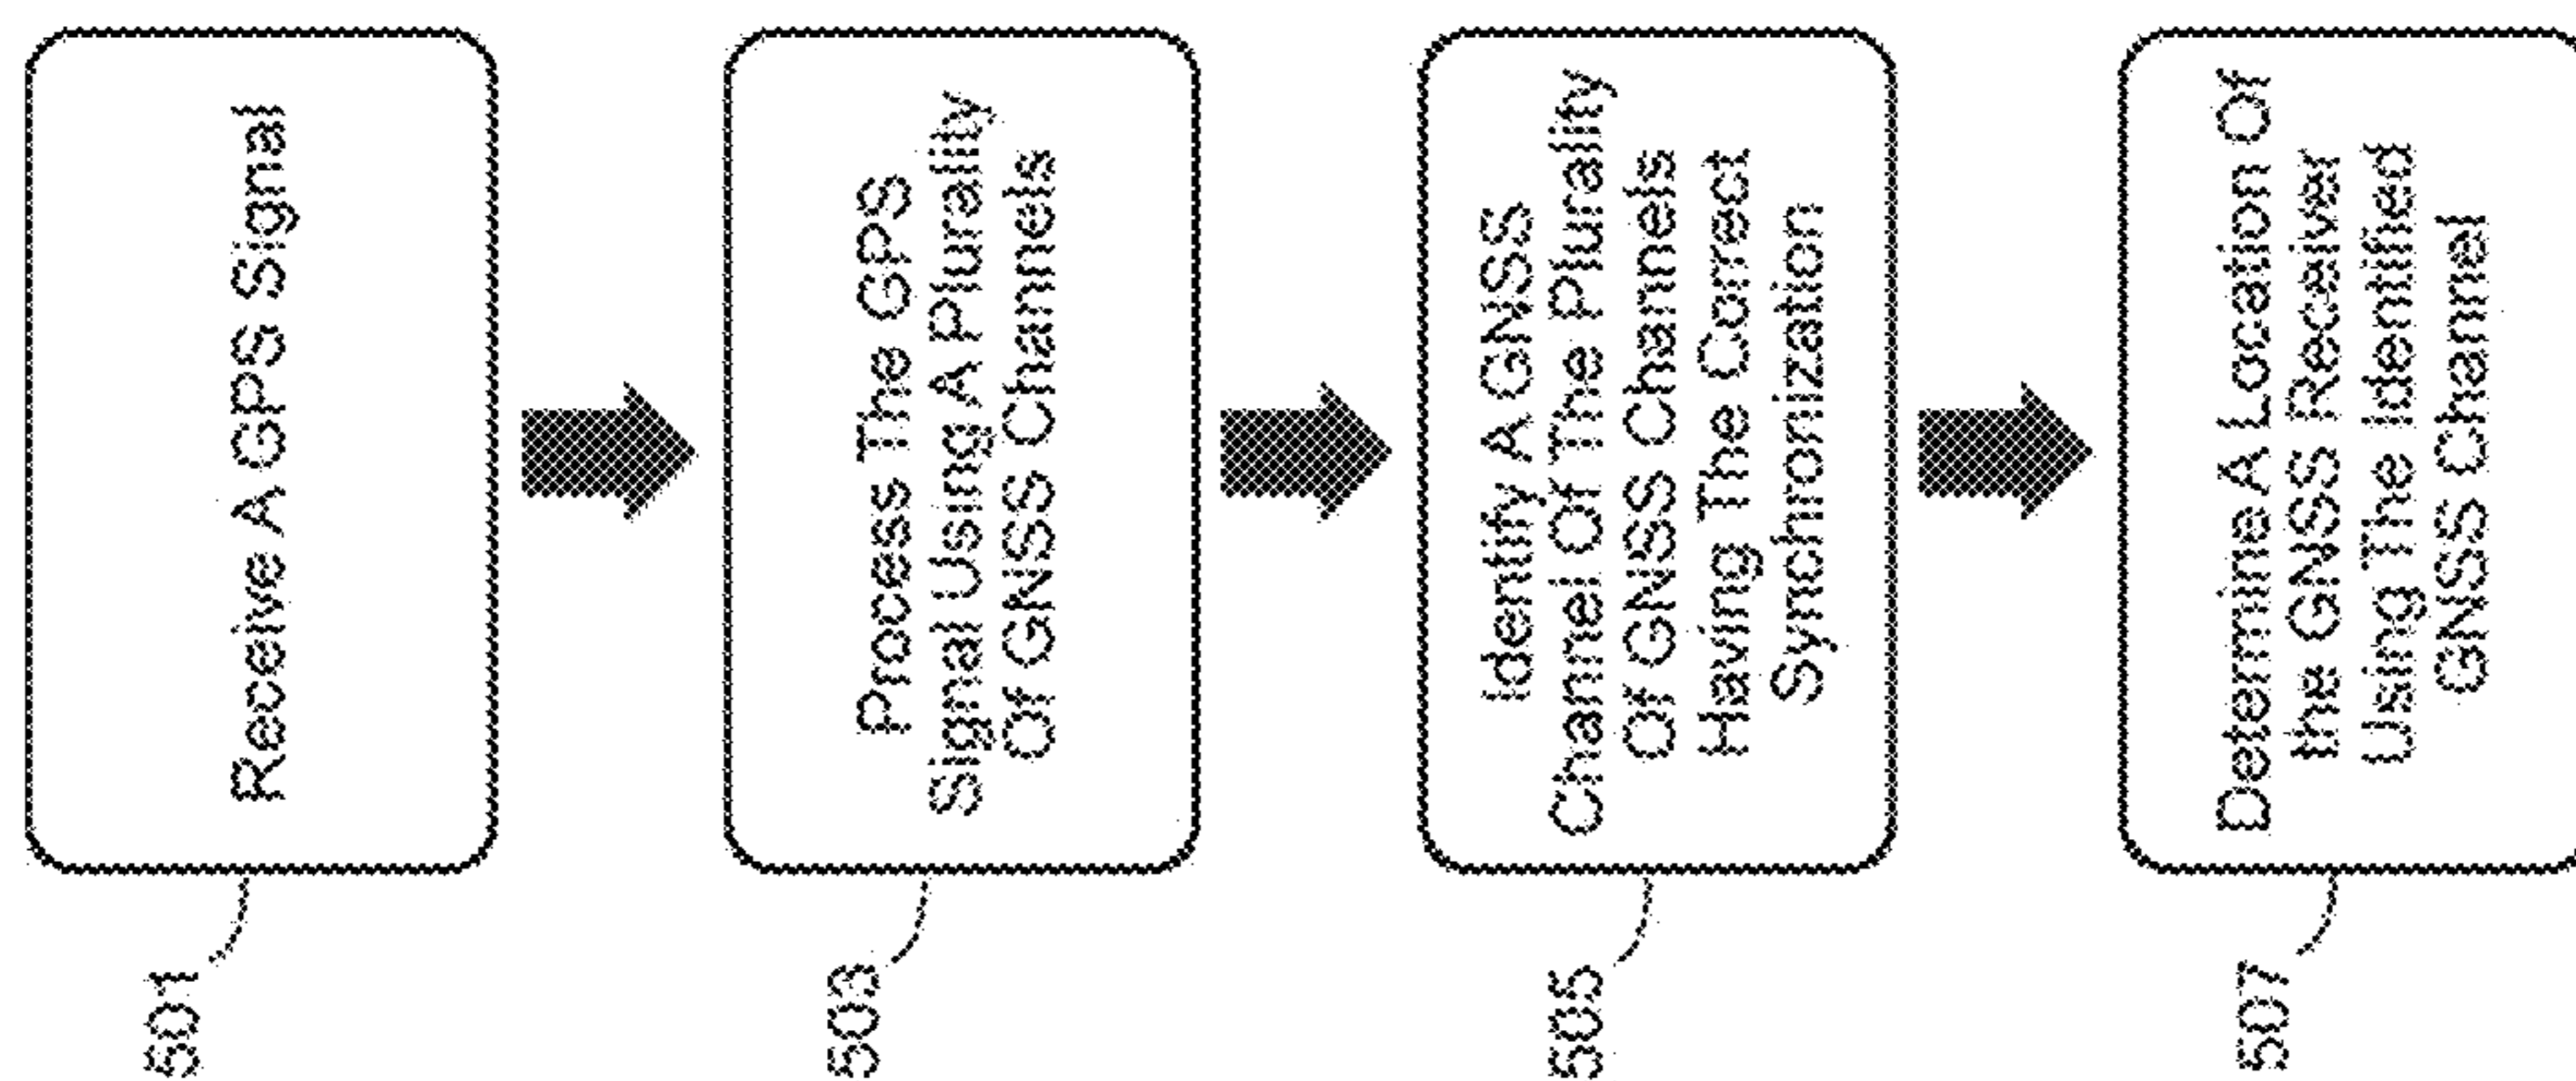 501
Receive A GPS Signal
503
Process The GPS
Signal Using A Plurality
Of GNSS Channels
505
Identify A GNSS
Channel Of The Plurality
Of GNSS Channels
Having The Correct
Synchronization
507
Determine A Location Of
the GNSS Receiver
Using The Identified
GNSS Channel